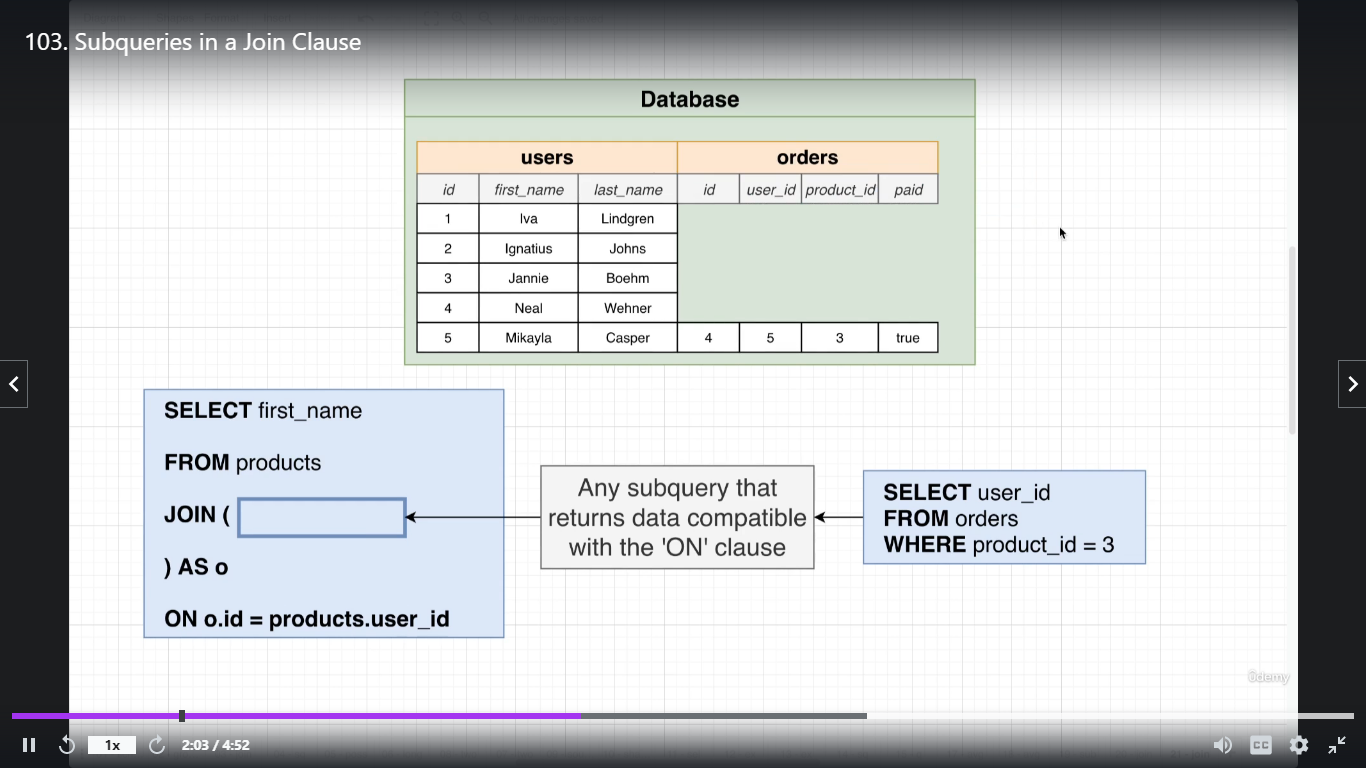 103. Subqueries in a Join Clause
Database
users orders
id first_name last_name id user_id product_id paid
1 Iva Lindgren
2 Ignatius Johns
3 Jannie Boehm
4 Neal Wehner
5 Mikayla Casper 4 5 3 true
SELECT first_name
FROM products
JOIN (
) AS o
ON o.id = products.user_id
Any subquery that
returns data compatible
with the 'ON' clause
SELECT user_id
FROM orders
WHERE product_id = 3
ûdemy
1x 2:03 / 4:52 CC